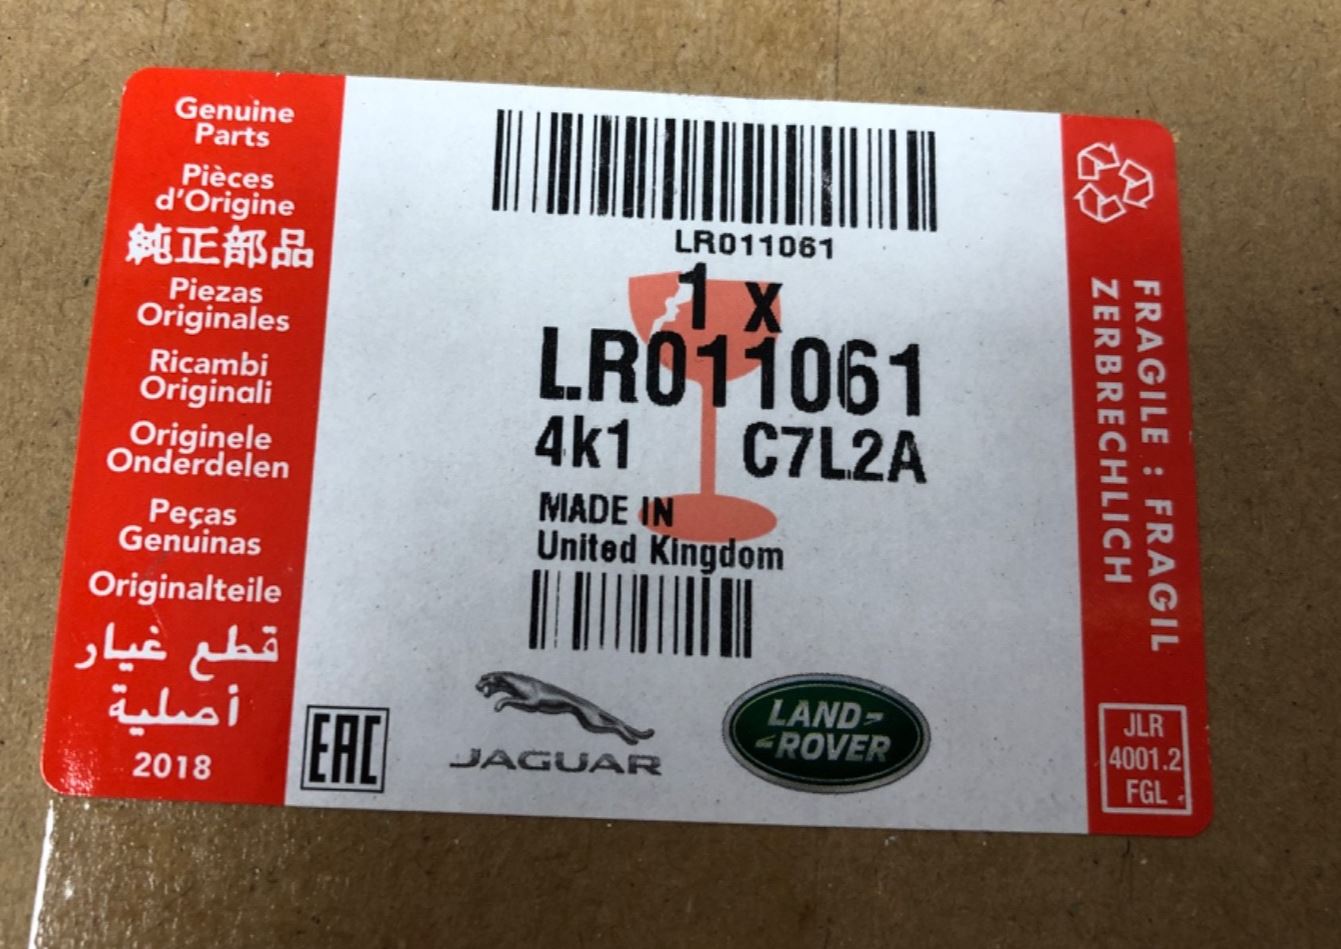 Genuine
Parts
Pièces
d'Origine
純正部品
Piezas
Originales
Ricambi
Originali
Originele
Onderdelen
Peças
Genuinas
Originalteile
قطع غيار
أصلية
2018
LR011061
1 x
LR011061
4k1 C7L2A
MADE IN
United Kingdom
EAC
JAGUAR
LAND-
-ROVER
FRAGILE : FRAGIL
ZERBRECHLICH
JLR
4001.2
FGL